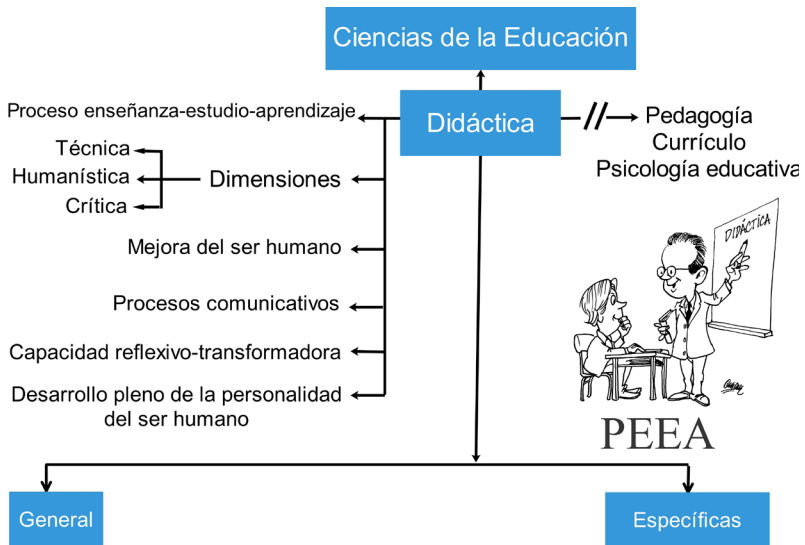 Ciencias de la Educación
Didáctica
Proceso enseñanza-estudio-aprendizaje
Pedagogía
Currículo
Psicología educativa
Técnica
Humanística
Crítica
Dimensiones
Mejora del ser humano
Procesos comunicativos
Capacidad reflexivo-transformadora
Desarrollo pleno de la personalidad
del ser humano
DIDÁCTICA
PEEA
General
Específicas